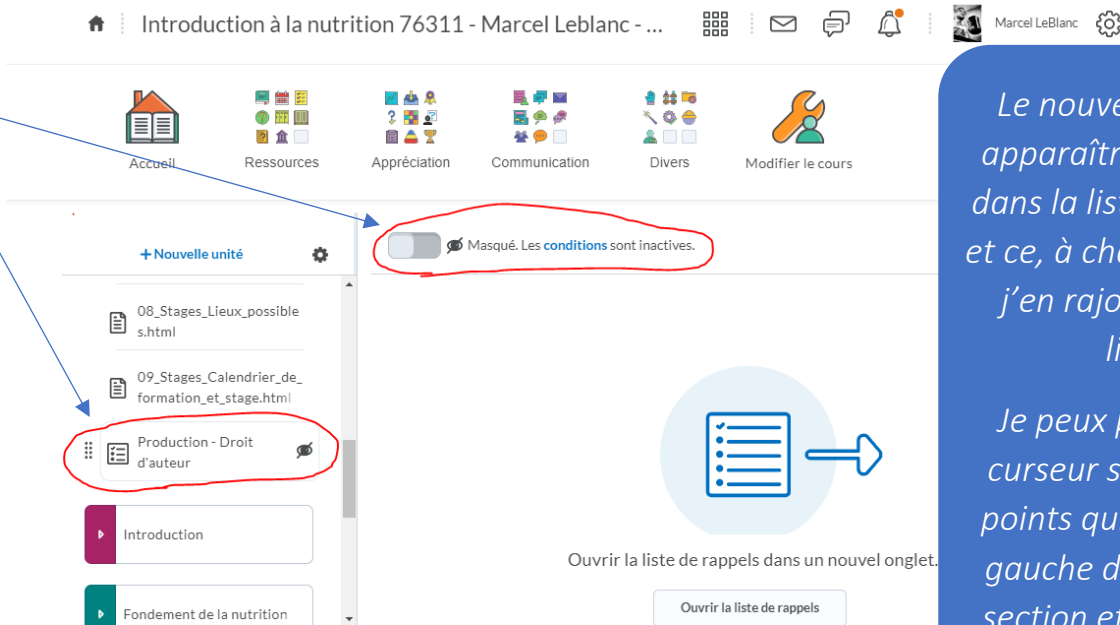 Introduction à la nutrition 76311 - Marcel Leblanc - ...
Marcel LeBlanc
Accueil
Ressources
Appréciation
Communication
Divers
Modifier le cours
+ Nouvelle unité
08_Stages_Lieux_possible
s.html
09_Stages_Calendrier_de_
formation_et_stage.html
Production - Droit
d'auteur
Introduction
Fondement de la nutrition
Masqué. Les conditions sont inactives.
Ouvrir la liste de rappels dans un nouvel onglet.
Ouvrir la liste de rappels
Le nouve
apparaîtr
dans la lis
et ce, à ch
j'en rajo
li
Je peux
curseur s
points qu
gauche d
section et